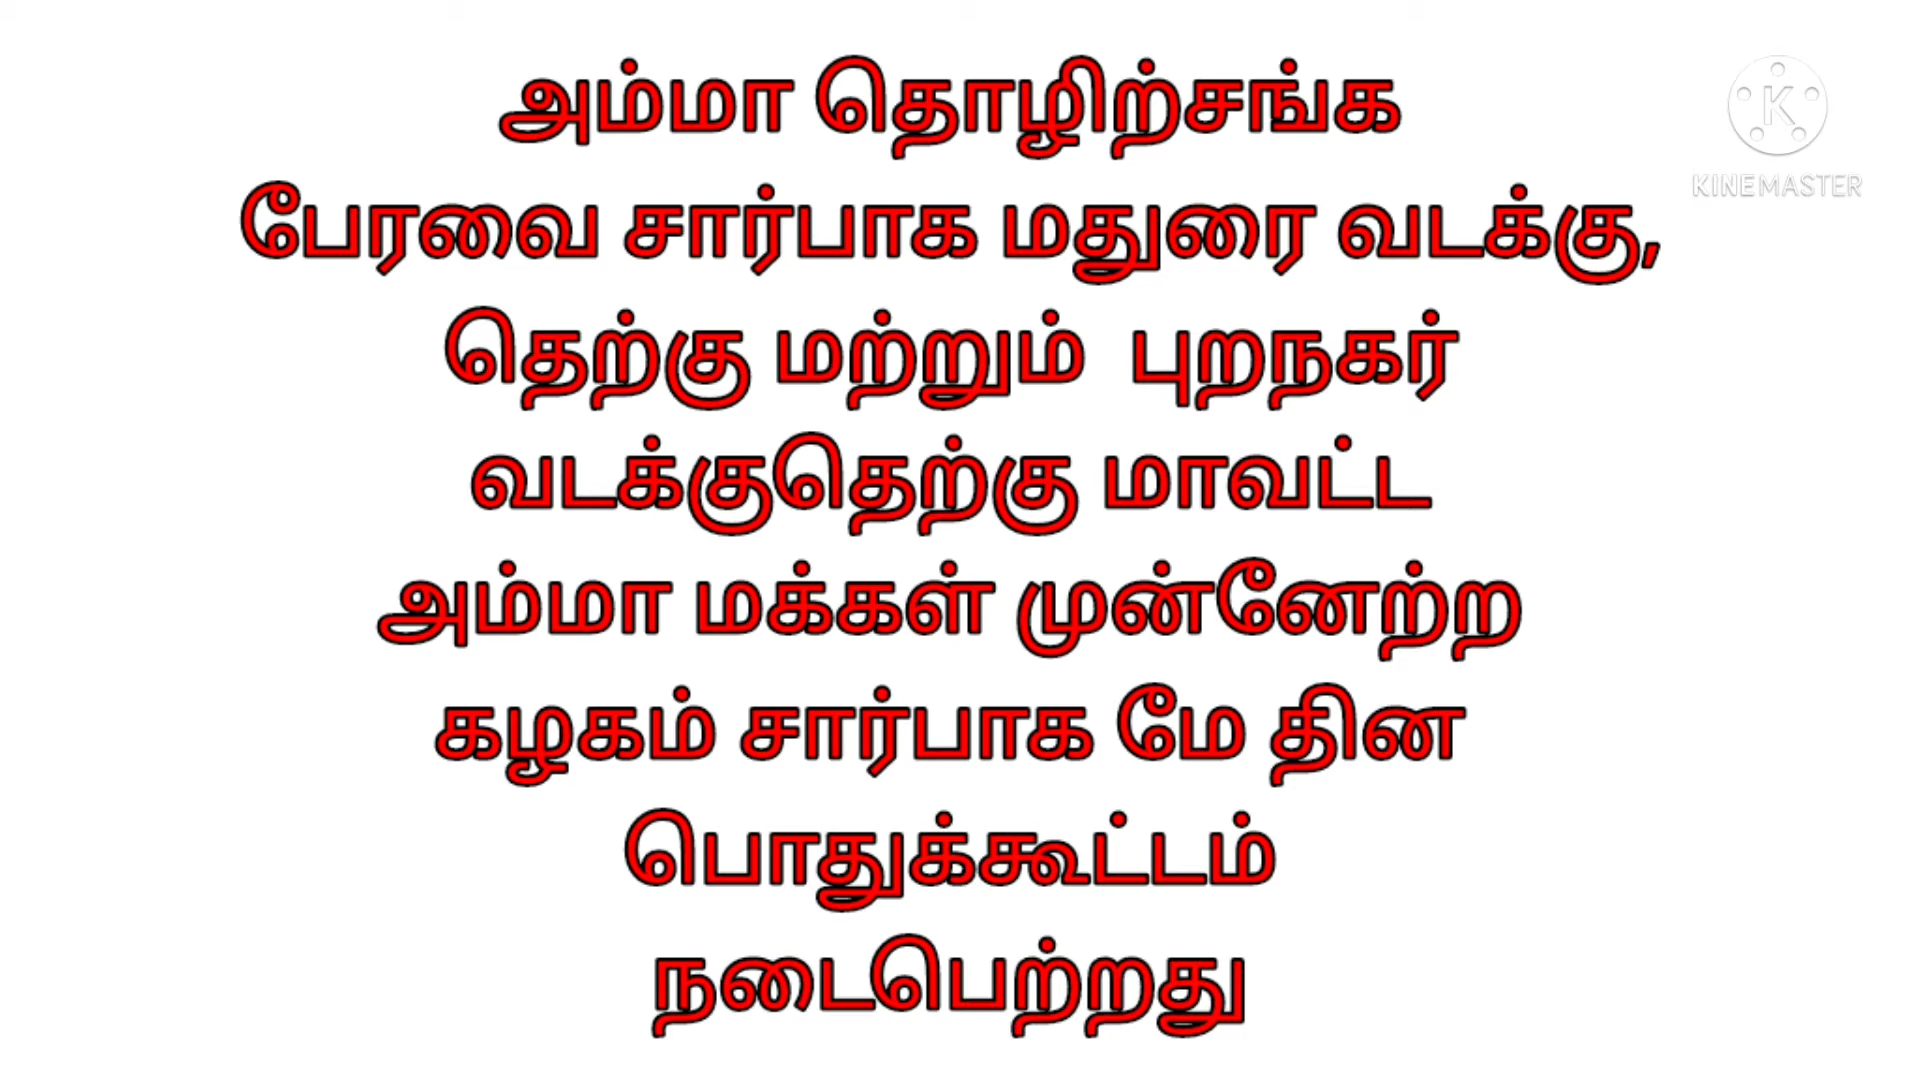 அம்மா தொழிற்சங்க
பேரவை சார்பாக மதுரை வடக்கு,
தெற்கு மற்றும்  புறநகர்
வடக்குதெற்கு மாவட்ட
அம்மா மக்கள் முன்னேற்ற
கழகம் சார்பாக மே தின
பொதுக்கூட்டம்
நடைபெற்றது
K
KINEMASTER